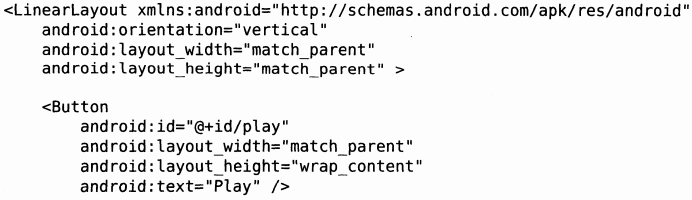 <LinearLayout xmlns:android="http://schemas.android.com/apk/res/android"
    android:orientation="vertical"
    android:layout_width="match_parent"
    android:layout_height="match_parent" >
    <Button
        android:id="@+id/play"
        android:layout_width="match_parent"
        android:layout_height="wrap_content"
        android:text="Play" />